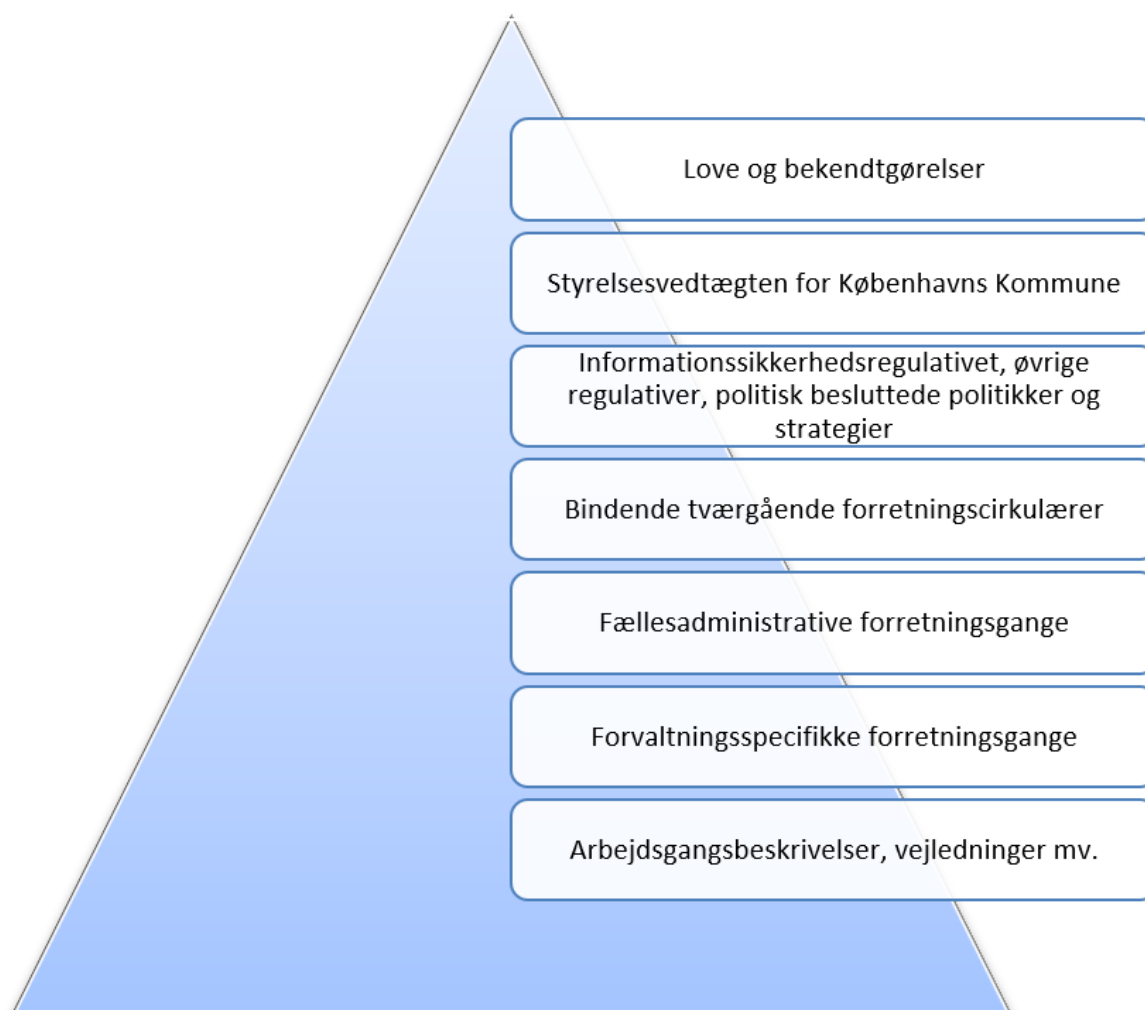 Love og bekendtgørelser
Styrelsesvedtægten for Københavns Kommune
Informationssikkerhedsregulativet, øvrige
regulativer, politisk besluttede politikker og
strategier
Bindende tværgående forretningscirkulærer
Fællesadministrative forretningsgange
Forvaltningsspecifikke forretningsgange
Arbejdsgangsbeskrivelser, vejledninger mv.